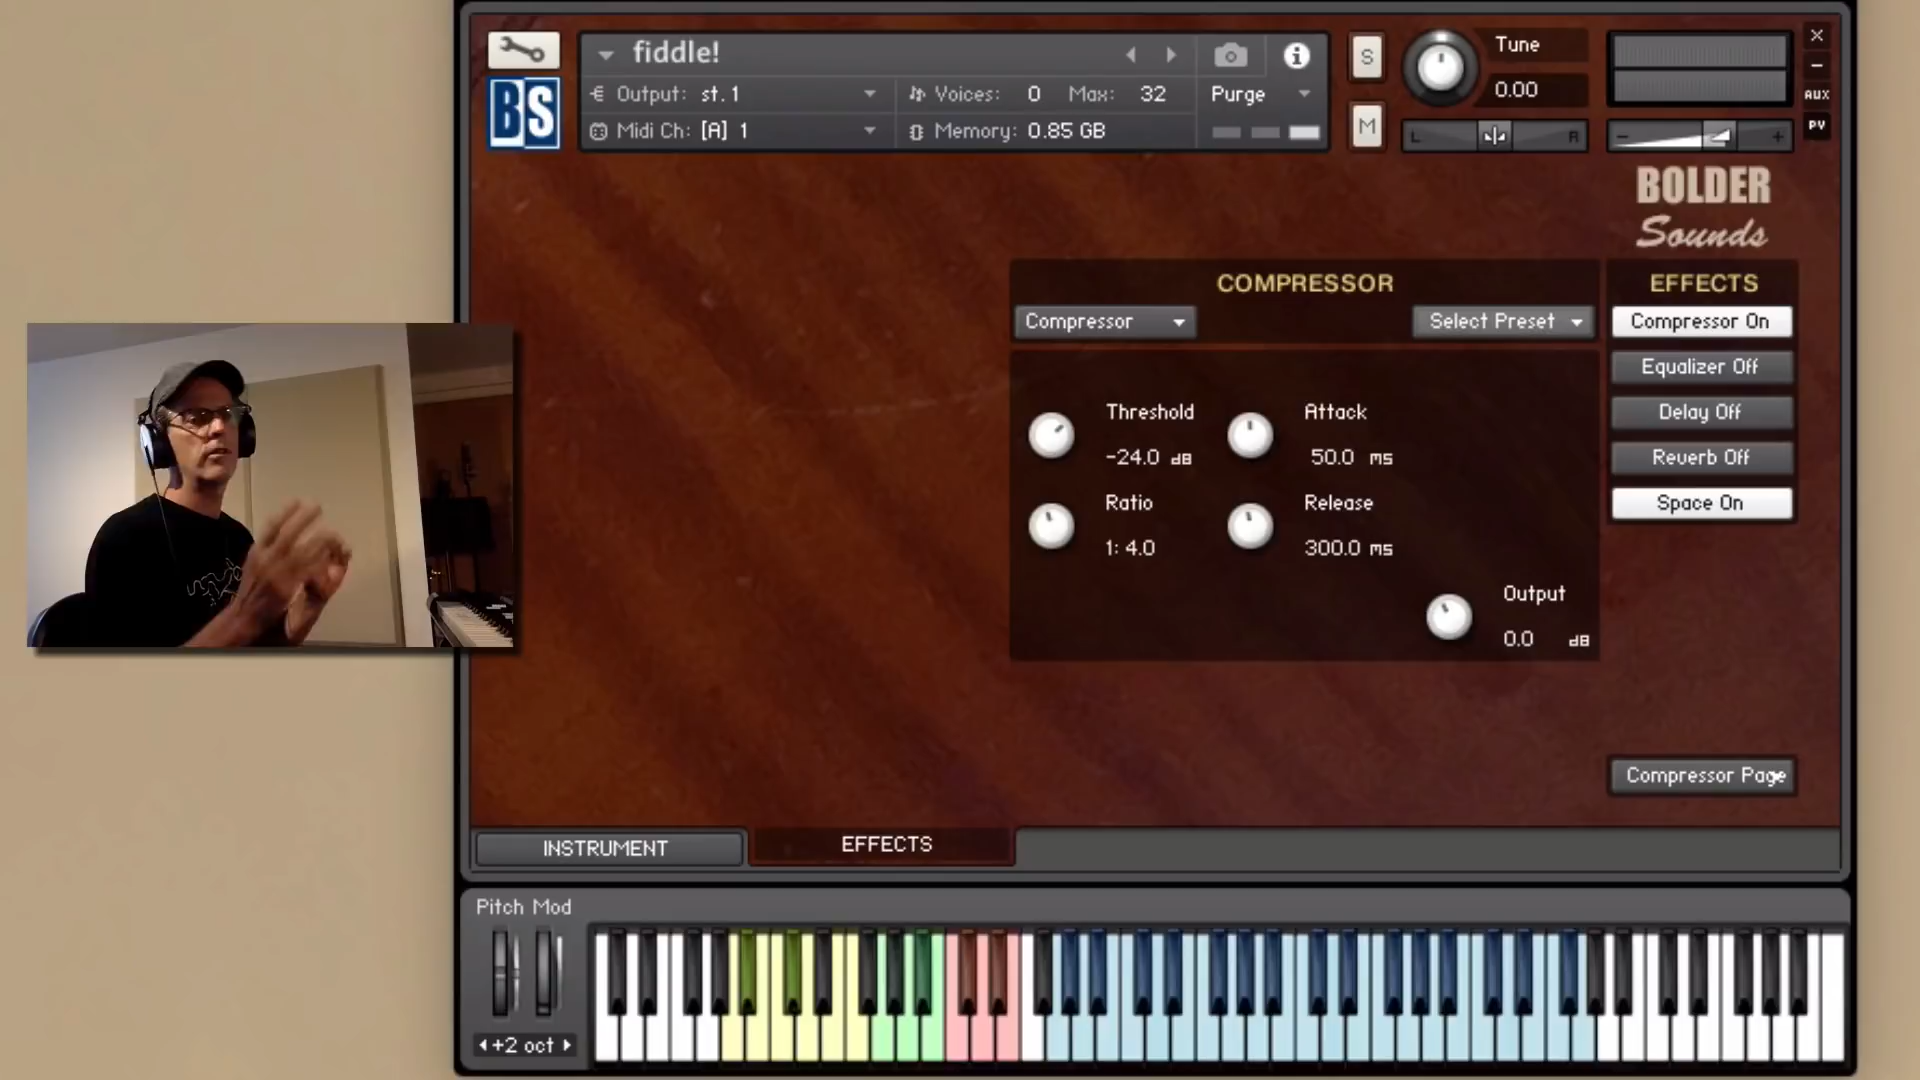 fiddle!
Output: st. 1
Voices: 0 Max: 32
Purge
Midi Ch: [A] 1
Memory: 0.85 GB
BS
S
M
Tune
0.00
L R
- +
×
-
AUX
PV
BOLDER
Sounds
COMPRESSOR
Compressor
Select Preset
Threshold
-24.0 dB
Attack
50.0 ms
Ratio
1: 4.0
Release
300.0 ms
Output
0.0 dB
EFFECTS
Compressor On
Equalizer Off
Delay Off
Reverb Off
Space On
Compressor Page
INSTRUMENT
EFFECTS
Pitch Mod
+2 oct